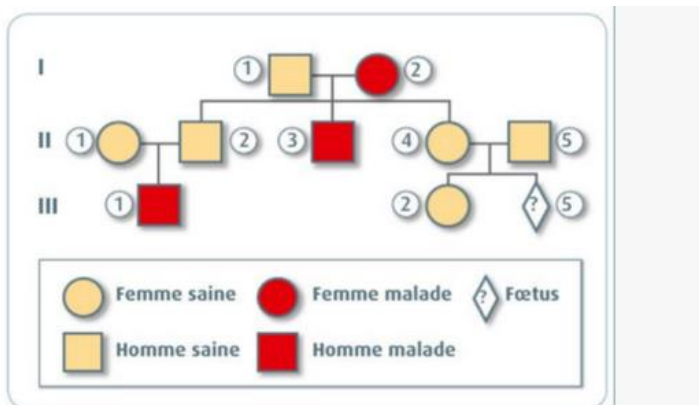 I 1 2
II 1 2 3 4 5
III 1 2 ? 5
Femme saine Femme malade ? Fœtus
Homme saine Homme malade